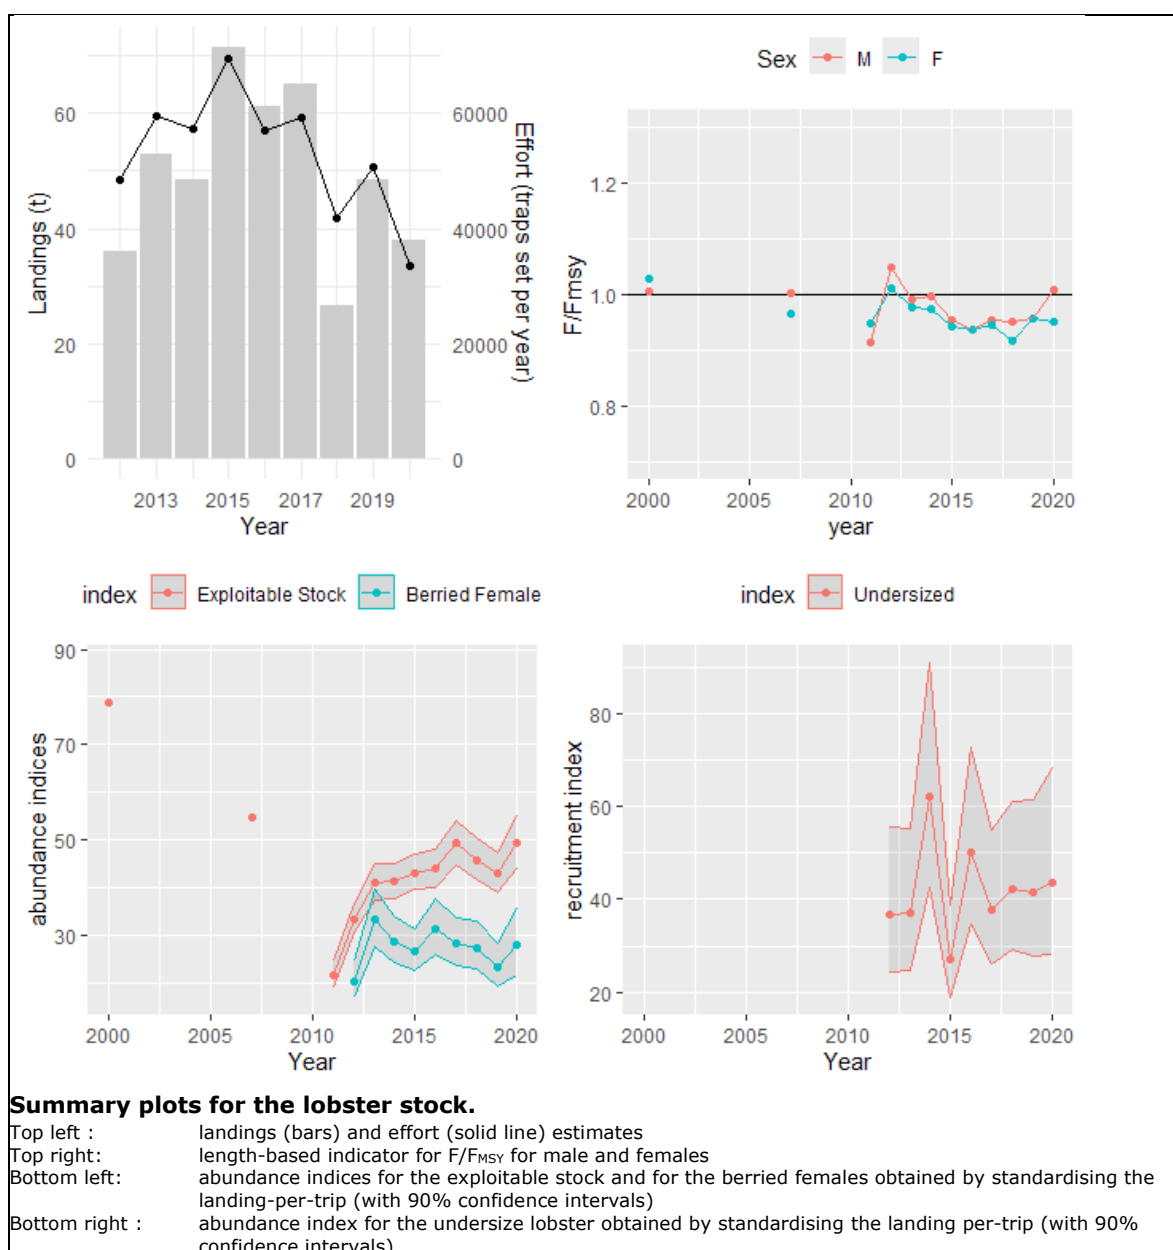 60
40
20
0
Landings (t)
60000
40000
20000
0
Effort (traps set per year)
2013 2015 2017 2019
Year
Sex M F
1.2
1.0
0.8
F/Fmsy
2000 2005 2010 2015 2020
year
index Exploitable Stock Berried Female
90
70
50
30
abundance indices
2000 2005 2010 2015 2020
Year
index Undersized
80
60
40
20
recruitment index
2000 2005 2010 2015 2020
Year
Summary plots for the lobster stock.
Top left : landings (bars) and effort (solid line) estimates
Top right: length-based indicator for F/FMSY for male and females
Bottom left: abundance indices for the exploitable stock and for the berried females obtained by standardising the
landing-per-trip (with 90% confidence intervals)
Bottom right : abundance index for the undersize lobster obtained by standardising the landing per-trip (with 90%
confidence intervals)